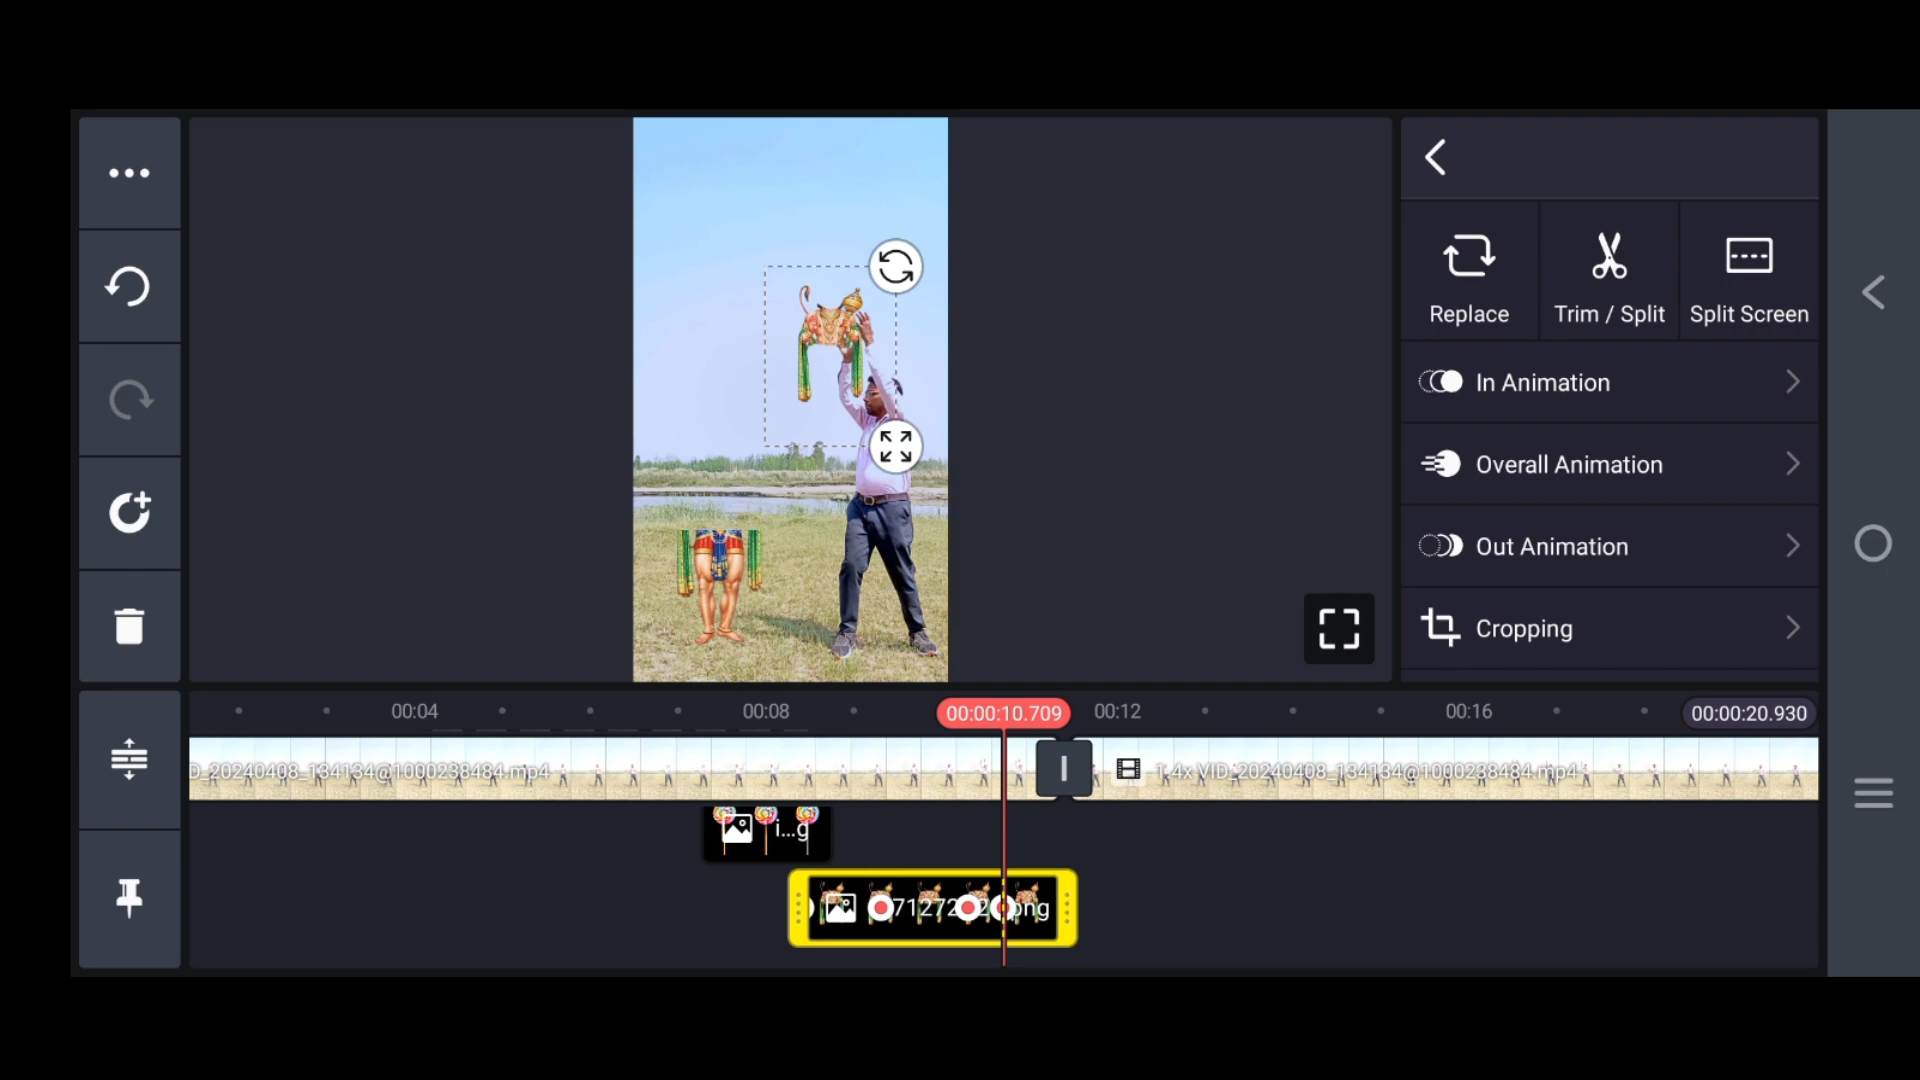 Replace
Trim / Split
Split Screen
In Animation
Overall Animation
Out Animation
Cropping
00:04
00:08
00:00:10.709
00:12
00:16
00:00:20.930
D_20240408_134134@1000238484.mp4
1.4x VID_20240408_134134@1000238484.mp4
i...g